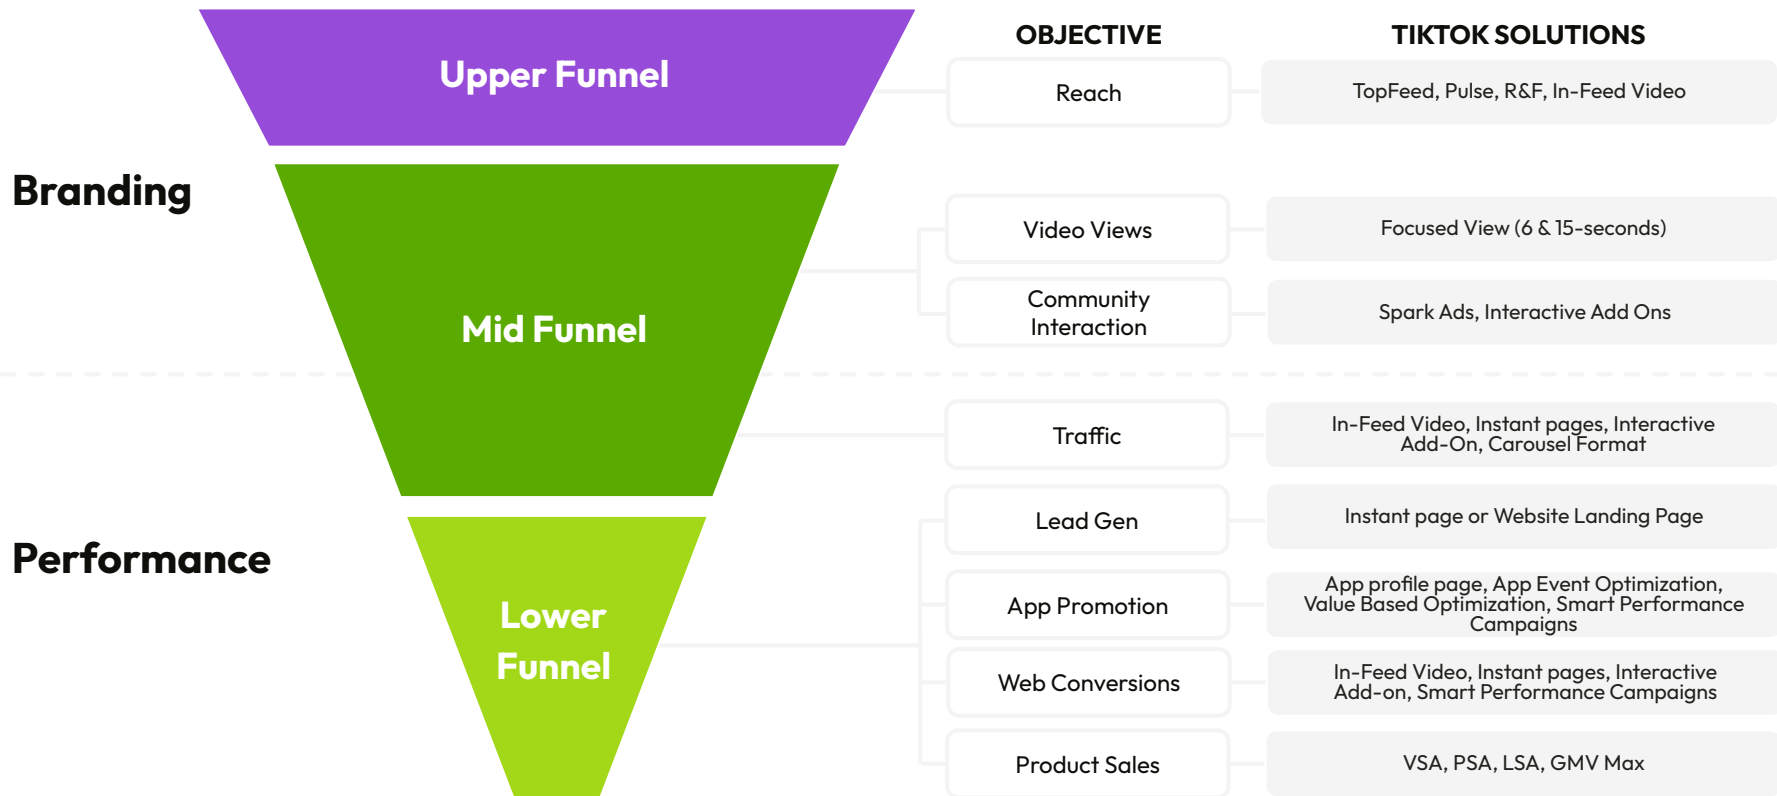 OBJECTIVE
TIKTOK SOLUTIONS
Upper Funnel
Reach
TopFeed, Pulse, R&F, In-Feed Video
Branding
Video Views
Focused View (6 & 15-seconds)
Mid Funnel
Community
Interaction
Spark Ads, Interactive Add Ons
Traffic
In-Feed Video, Instant pages, Interactive
Add-On, Carousel Format
Performance
Lead Gen
Instant page or Website Landing Page
Lower
Funnel
App Promotion
App profile page, App Event Optimization,
Value Based Optimization, Smart Performance
Campaigns
Web Conversions
In-Feed Video, Instant pages, Interactive
Add-on, Smart Performance Campaigns
Product Sales
VSA, PSA, LSA, GMV Max